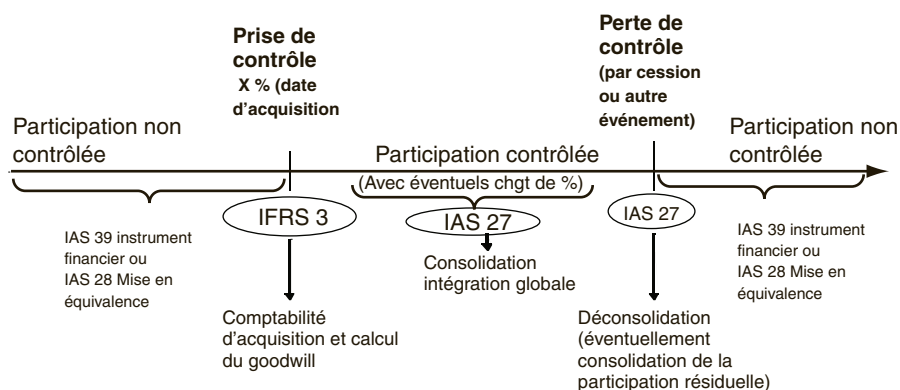 Prise de
contrôle
X % (date
d'acquisition
Perte de
contrôle
(par cession
ou autre
événement)
Participation non
contrôlée
Participation contrôlée
(Avec éventuels chgt de %)
Participation non
contrôlée
IAS 39 instrument
financier ou
IAS 28 Mise en
équivalence
IFRS 3
IAS 27
IAS 27
IAS 39 instrument
financier ou
IAS 28 Mise en
équivalence
Consolidation
intégration globale
Comptabilité
d'acquisition et calcul
du goodwill
Déconsolidation
(éventuellement
consolidation de la
participation résiduelle)